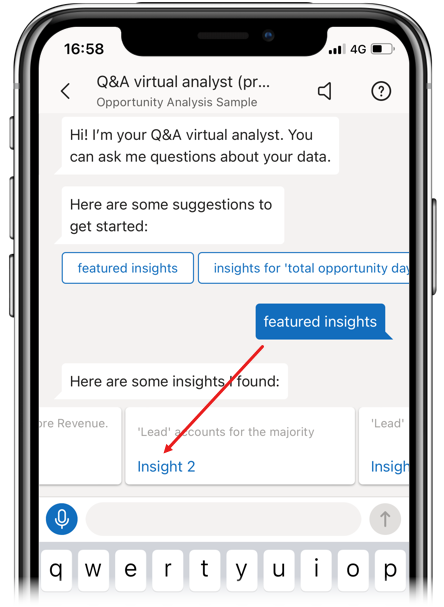 16:58
4G
Q&A virtual analyst (pr...
Opportunity Analysis Sample
Hi! I'm your Q&A virtual analyst. You
can ask me questions about your data.
Here are some suggestions to
get started:
featured insights
insights for 'total opportunity day
featured insights
Here are some insights I found:
ore Revenue.
'Lead' accounts for the majority
'Lead'
Insight 2
Insigh
q w e r t y u i o p